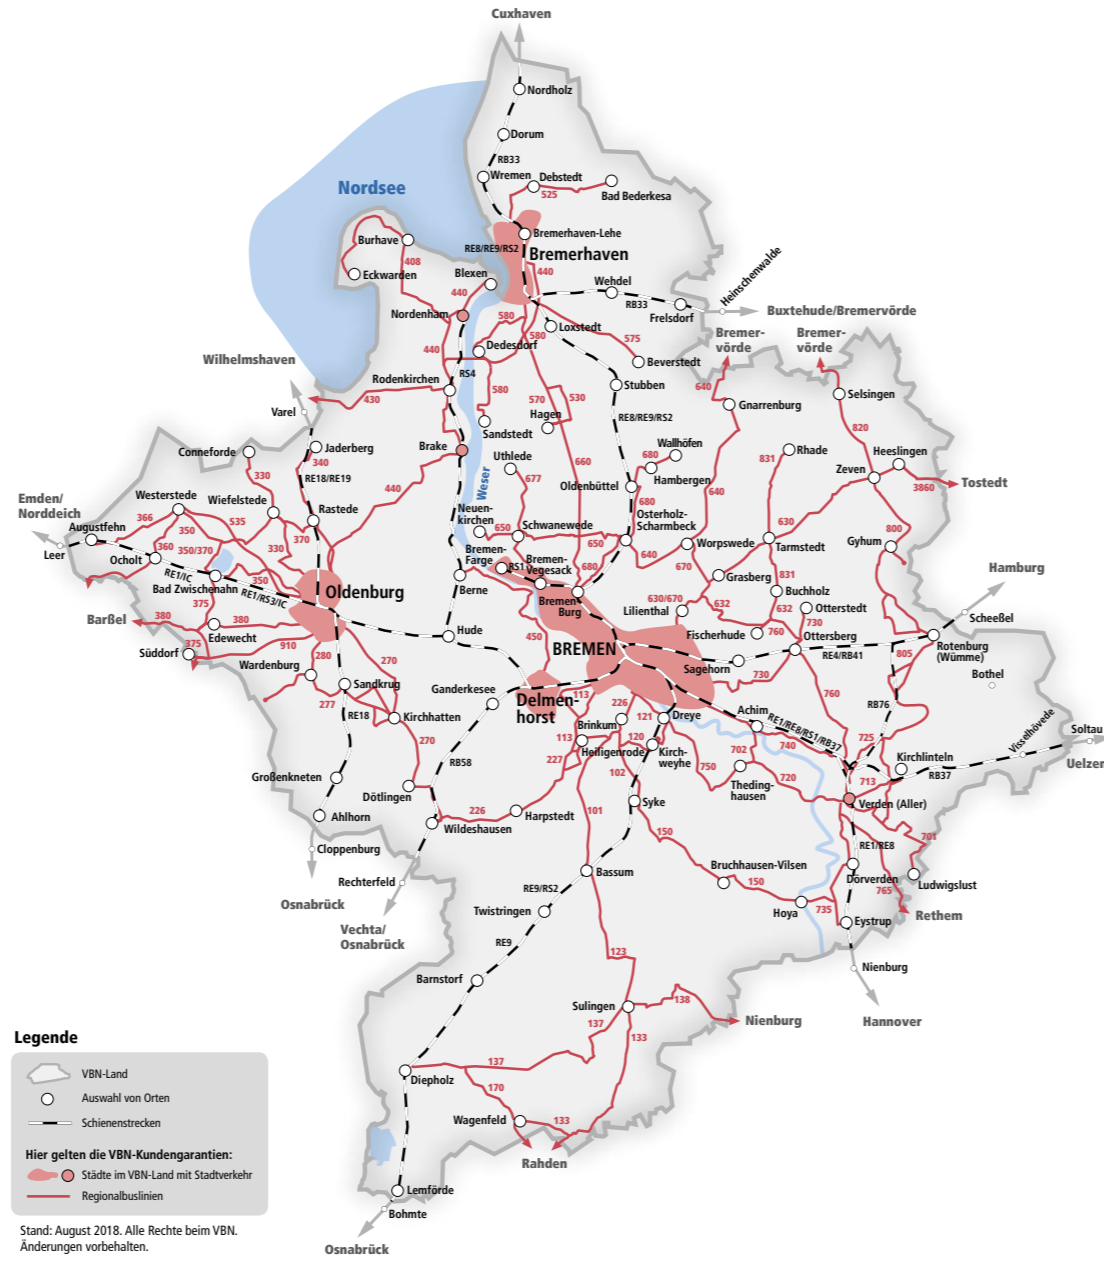 Cuxhaven
Nordholz
Dorum
RB33
Wremen
Debstedt
525
Bad Bederkesa
Nordsee
Bremerhaven-Lehe
Burhave
RE8/RE9/RS2
Bremerhaven
408
Eckwarden
Blexen
440
Wehdel
Heinschenwalde
440
RB33
Frelsdorf
Buxtehude/Bremervörde
Nordenham
580
Loxstedt
580
575
Bremer-
vörde
Bremer-
vörde
440
Dedesdorf
Beverstedt
Wilhelmshaven
RS4
Rodenkirchen
580
Stubben
640
Selsingen
430
570
530
Gnarrenburg
Varel
Hagen
RE8/RE9/RS2
820
Sandstedt
Jaderberg
Brake
Conneforde
340
Uthlede
660
Wallhöfen
680
831
Rhade
Heeslingen
330
RE18/RE19
Weser
677
Hambergen
Zeven
Emden/
Norddeich
Westerstede
Wiefelstede
440
Oldenbüttel
640
3860
Tostedt
366
535
Rastede
Neuen-
kirchen
680
Osterholz-
Scharmbeck
350
370
650
Schwanewede
630
800
Augustfehn
360
350/370
330
Bremen-
Farge
650
Worpswede
Tarmstedt
Gyhum
Leer
Ocholt
RS1
Bremen-
Vegesack
640
670
RE1/IC
350
680
Grasberg
831
Hamburg
Bad Zwischenahn
RE1/RS3/IC
Oldenburg
Berne
Bremen
Burg
630/670
Buchholz
375
Lilienthal
632
632
Otterstedt
Scheeßel
Barßel
380
380
730
Edewecht
Hude
450
Fischerhude
760
Ottersberg
Rotenburg
(Wümme)
375
910
BREMEN
RE4/RB41
805
Süddorf
280
270
Sagehorn
Bothel
Wardenburg
730
Sandkrug
Ganderkesee
113
760
277
RE18
Delmen-
horst
226
RB76
Kirchhatten
121
Dreye
Achim
RE1/RE8/RS1/RB37
Visselhövede
Soltau
Brinkum
113
120
725
270
Heiligenrode
Kirch-
weyhe
702
740
Kirchlinteln
Uelzen
227
RB58
102
750
Theding-
hausen
720
713
RB37
Großenkneten
Dötlingen
Syke
Verden (Aller)
226
Harpstedt
101
Ahlhorn
Wildeshausen
150
701
Cloppenburg
RE1/RE8
Bruchhausen-Vilsen
Rechterfeld
Bassum
Dörverden
Ludwigslust
RE9/RS2
150
765
Osnabrück
Hoya
735
Rethem
Vechta/
Osnabrück
Twistringen
Eystrup
RE9
123
Nienburg
Barnstorf
Sulingen
138
Nienburg
Hannover
137
133
137
Diepholz
170
Wagenfeld
133
Rahden
Lemförde
Bohmte
Osnabrück
Legende
VBN-Land
Auswahl von Orten
Schienenstrecken
Hier gelten die VBN-Kundengarantien:
Städte im VBN-Land mit Stadtverkehr
Regionalbuslinien
Stand: August 2018. Alle Rechte beim VBN.
Änderungen vorbehalten.